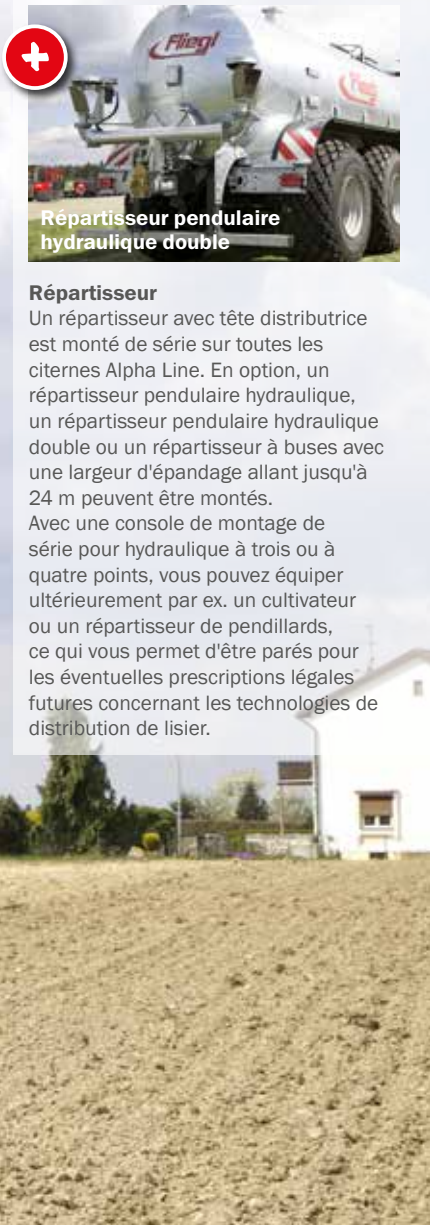 Fliegl
Fliegl
Répartisseur pendulaire
hydraulique double
Répartisseur
Un répartisseur avec tête distributrice
est monté de série sur toutes les
citernes Alpha Line. En option, un
répartisseur pendulaire hydraulique,
un répartisseur pendulaire hydraulique
double ou un répartisseur à buses avec
une largeur d'épandage allant jusqu'à
24 m peuvent être montés.
Avec une console de montage de
série pour hydraulique à trois ou à
quatre points, vous pouvez équiper
ultérieurement par ex. un cultivateur
ou un répartisseur de pendillards,
ce qui vous permet d'être parés pour
les éventuelles prescriptions légales
futures concernant les technologies de
distribution de lisier.